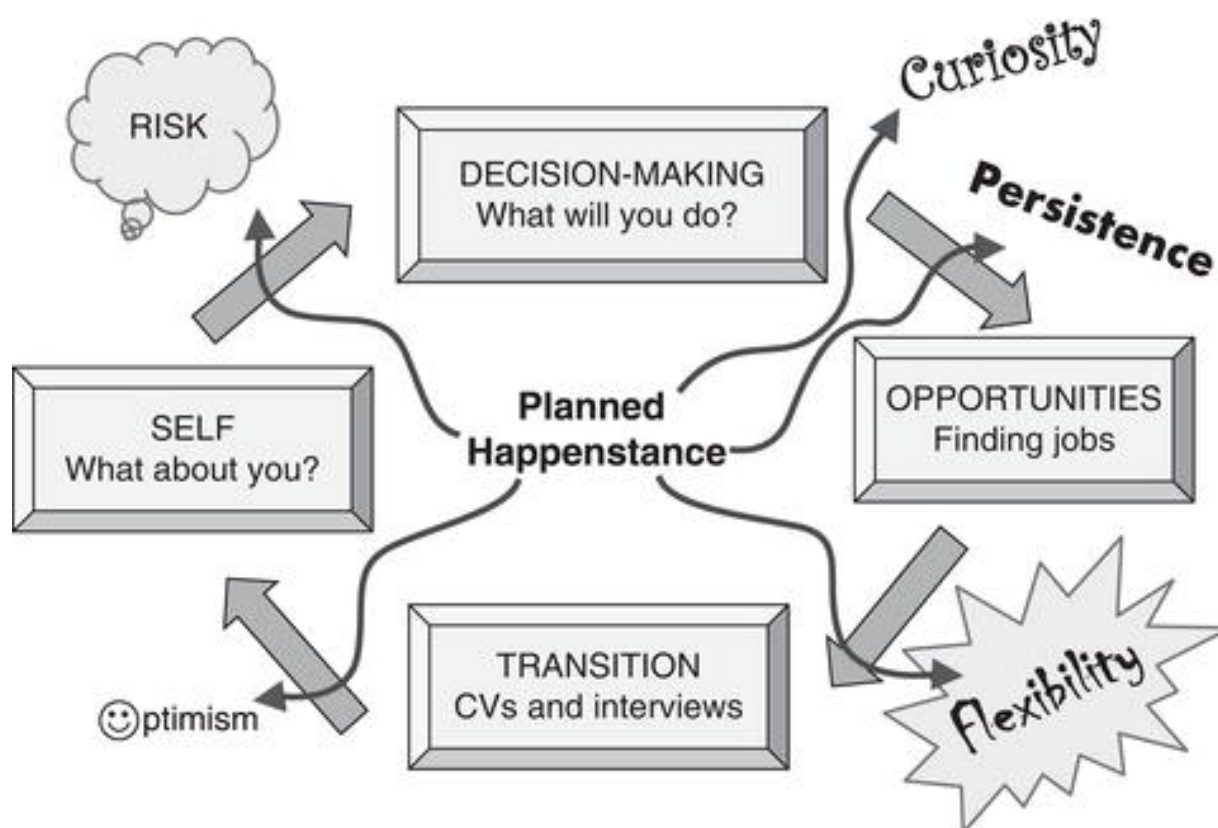 RISK
Curiosity
DECISION-MAKING
What will you do?
Persistence
SELF
What about you?
Planned
Happenstance
OPPORTUNITIES
Finding jobs
TRANSITION
CVs and interviews
☺ptimism
Flexibility